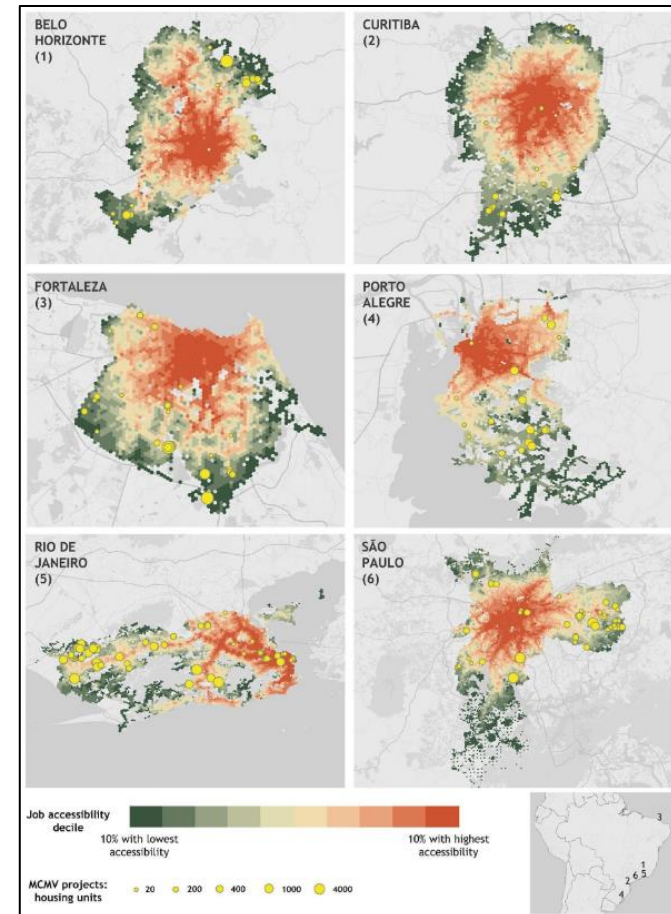 BELO
HORIZONTE
(1)
CURITIBA
(2)
FORTALEZA
(3)
PORTO
ALEGRE
(4)
RIO DE
JANEIRO
(5)
SÃO
PAULO
(6)
Job accessibility
decile
10% with lowest
accessibility
10% with highest
accessibility
MCMV projects:
housing units
20 200 400 1000 4000
3
1
2 6 5
4